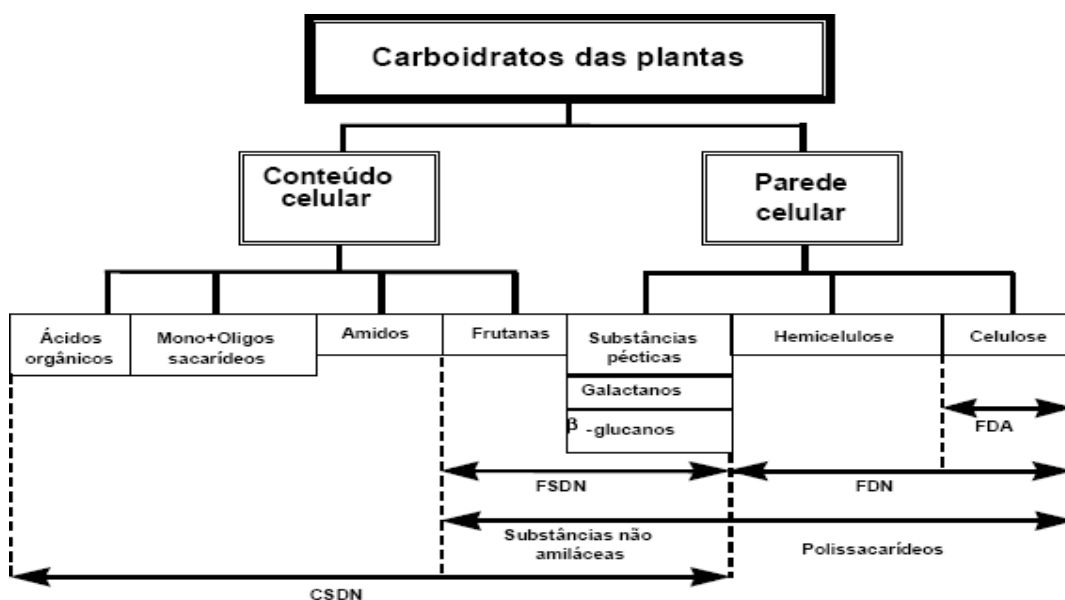 Carboidratos das plantas
Conteúdo
celular
Parede
celular
Ácidos
orgânicos
Mono+Oligos
sacarídeos
Amidos
Frutanas
Substâncias
pécticas
Hemicelulose
Celulose
Galactanos
β -glucanos
FDA
FSDN
FDN
Substâncias não
amiláceas
Polissacarídeos
CSDN